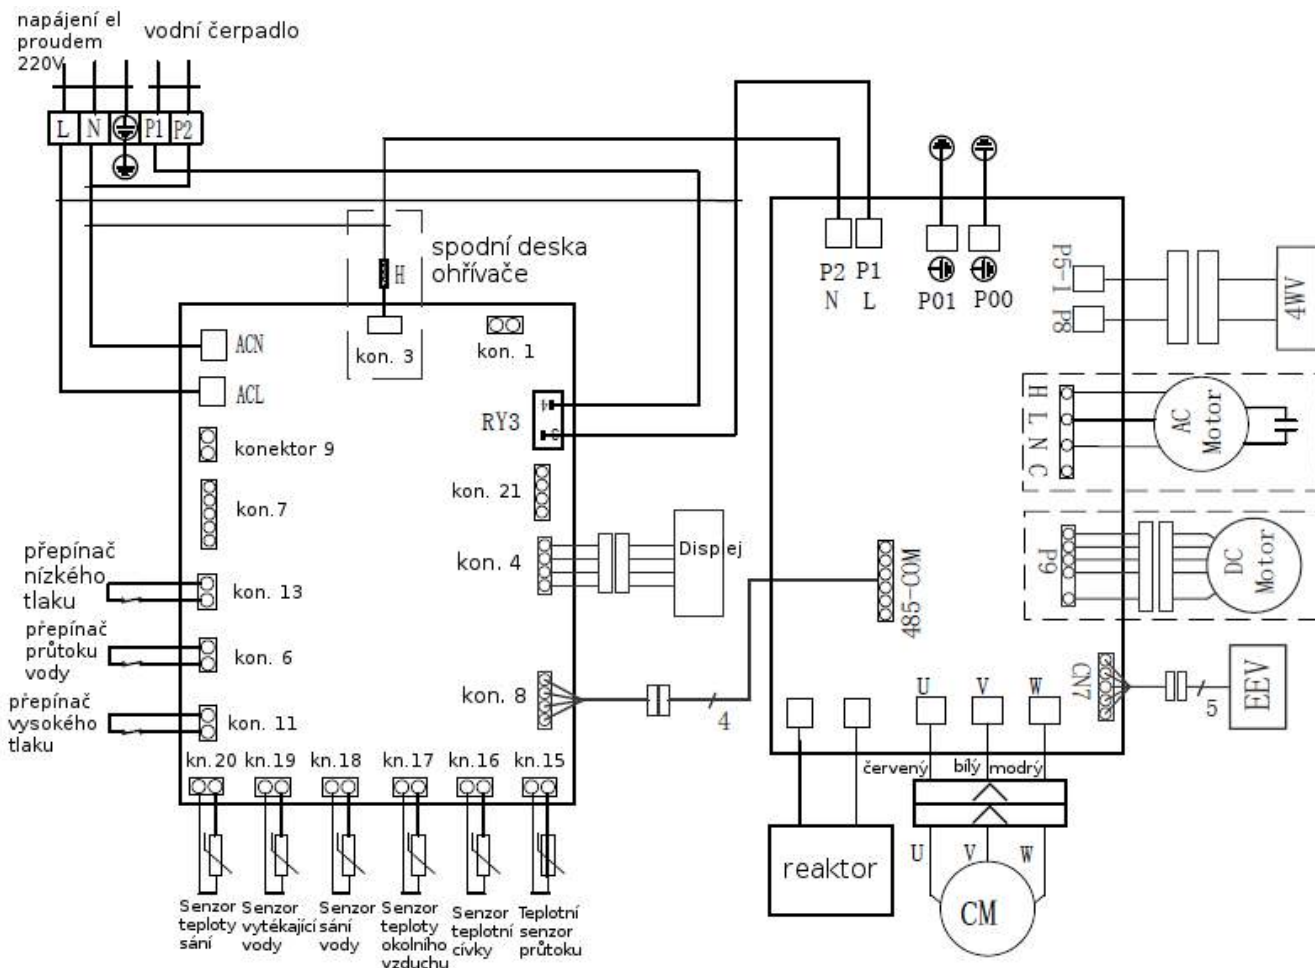 napájení el
proudem
220V
vodní čerpadlo
L
N
P1
P2
spodní deska
ohřívače
H
kon. 3
kon. 1
ACN
ACL
RY3
4
3
konektor 9
kon. 21
kon.7
kon. 4
Displej
přepínač
nízkého
tlaku
kon. 13
přepínač
průtoku
vody
kon. 6
přepínač
vysokého
tlaku
kon. 11
kon. 8
4
kn.20
kn.19
kn.18
kn.17
kn.16
kn.15
Senzor
teploty
sání
Senzor
vytékající
vody
Senzor
sání
vody
Senzor
teploty
okolního
vzduchu
Senzor
teplotní
cívky
Teplotní
senzor
průtoku
P2
N
P1
L
P01
P00
P5-1
P8
4WV
H
L
N
C
AC
Motor
P9
DC
Motor
485-COM
CN7
5
EEV
U
V
W
červený
bílý
modrý
reaktor
U
V
W
CM